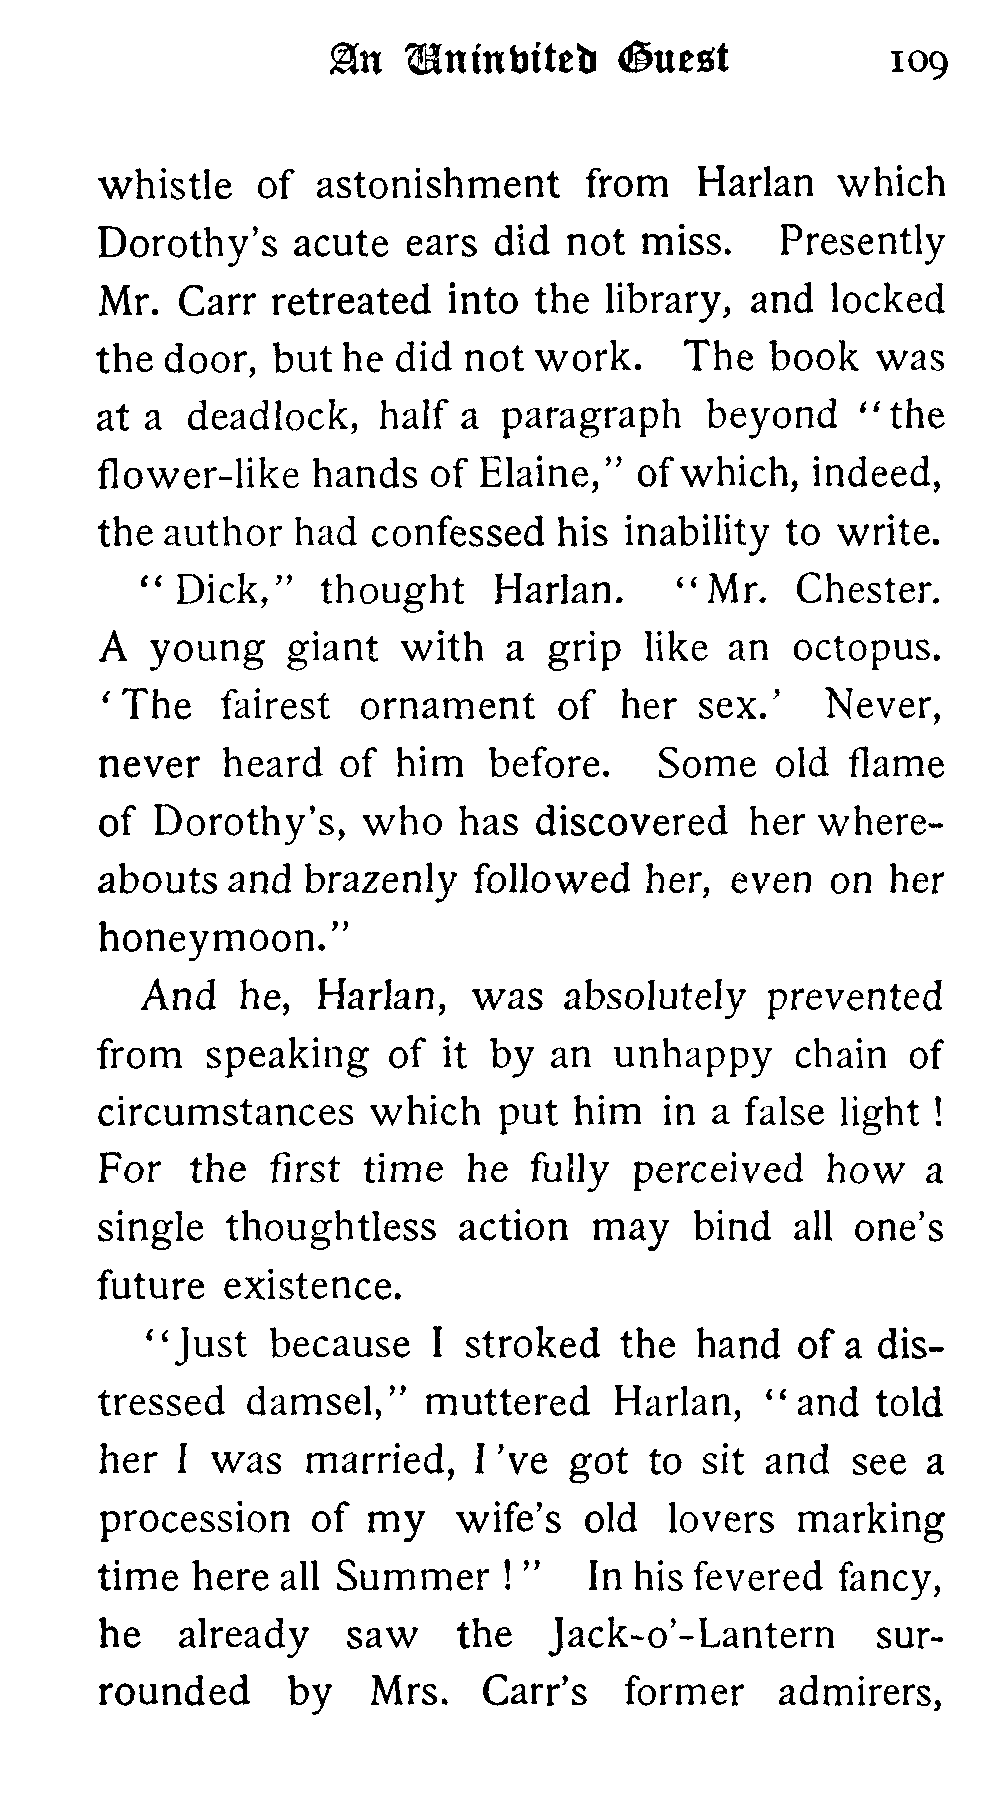 An Uninvited Guest 109
whistle of astonishment from Harlan which
Dorothy's acute ears did not miss. Presently
Mr. Carr retreated into the library, and locked
the door, but he did not work. The book was
at a deadlock, half a paragraph beyond "the
flower-like hands of Elaine," of which, indeed,
the author had confessed his inability to write.
"Dick," thought Harlan. "Mr. Chester.
A young giant with a grip like an octopus.
'The fairest ornament of her sex.' Never,
never heard of him before. Some old flame
of Dorothy's, who has discovered her where-
abouts and brazenly followed her, even on her
honeymoon."
And he, Harlan, was absolutely prevented
from speaking of it by an unhappy chain of
circumstances which put him in a false light!
For the first time he fully perceived how a
single thoughtless action may bind all one's
future existence.
"Just because I stroked the hand of a dis-
tressed damsel," muttered Harlan, "and told
her I was married, I've got to sit and see a
procession of my wife's old lovers marking
time here all Summer!" In his fevered fancy,
he already saw the Jack-o'-Lantern sur-
rounded by Mrs. Carr's former admirers,